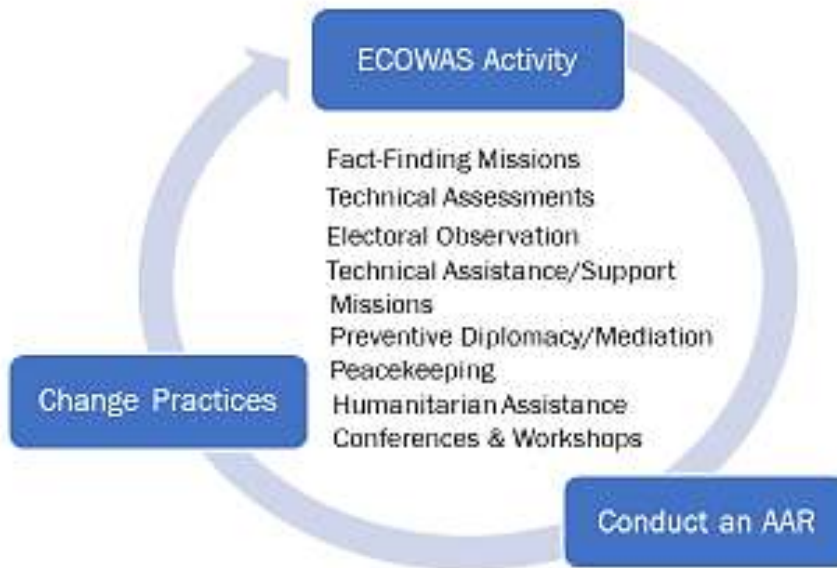 ECOWAS Activity
Fact-Finding Missions
Technical Assessments
Electoral Observation
Technical Assistance/Support
Missions
Preventive Diplomacy/Mediation
Peacekeeping
Humanitarian Assistance
Conferences & Workshops
Change Practices
Conduct an AAR